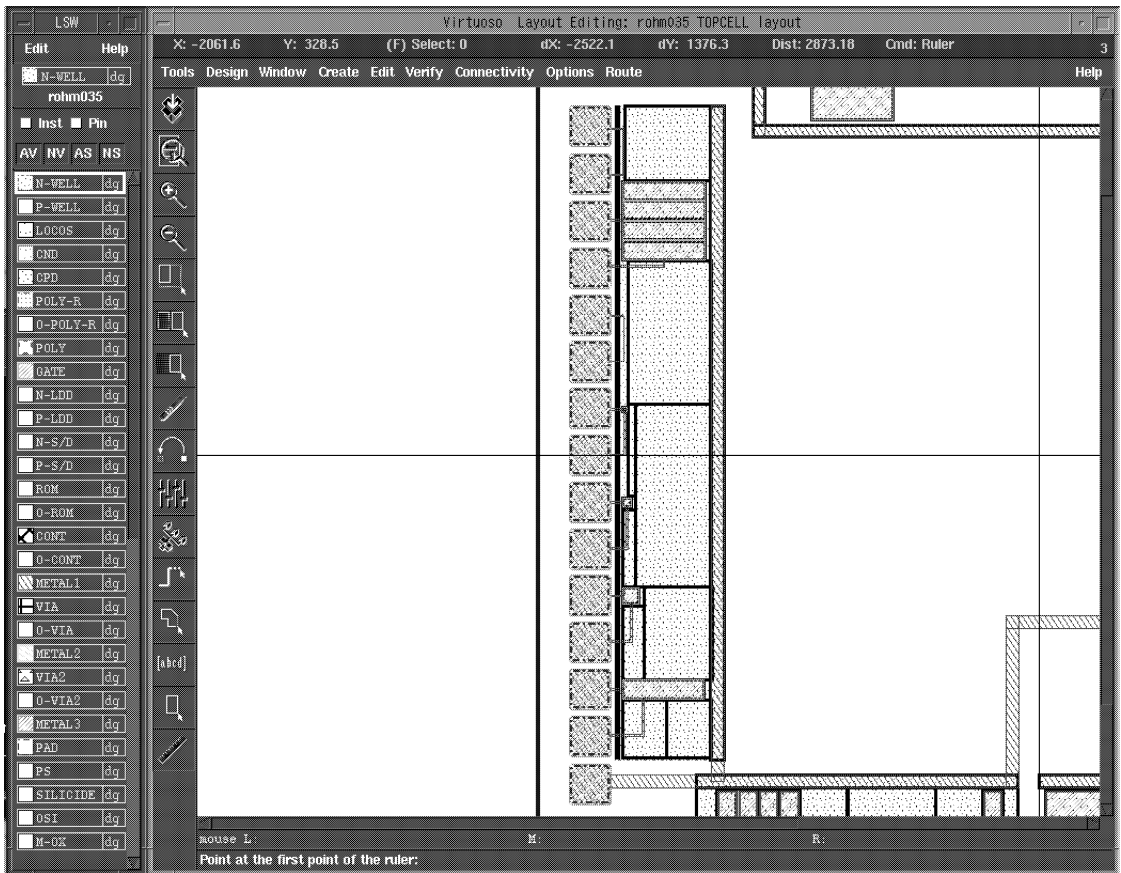 LSW
Edit Help
N-WELL dg
rohm035
Inst Pin
AV NV AS NS
N-WELL dg
P-WELL dg
LOCOS dg
CND dg
CPD dg
POLY-R dg
O-POLY-R dg
POLY dg
GATE dg
N-LDD dg
P-LDD dg
N-S/D dg
P-S/D dg
ROM dg
O-ROM dg
CONT dg
O-CONT dg
METAL1 dg
VIA dg
O-VIA dg
METAL2 dg
VIA2 dg
O-VIA2 dg
METAL3 dg
PAD dg
PS dg
SILICIDE dg
OSI dg
M-OX dg
Virtuoso Layout Editing: rohm035 TOPCELL layout
X: -2061.6 Y: 328.5 (F) Select: 0 dX: -2522.1 dY: 1376.3 Dist: 2873.18 Cmd: Ruler 3
Tools Design Window Create Edit Verify Connectivity Options Route Help
[abcd]
mouse L: M: R:
Point at the first point of the ruler: